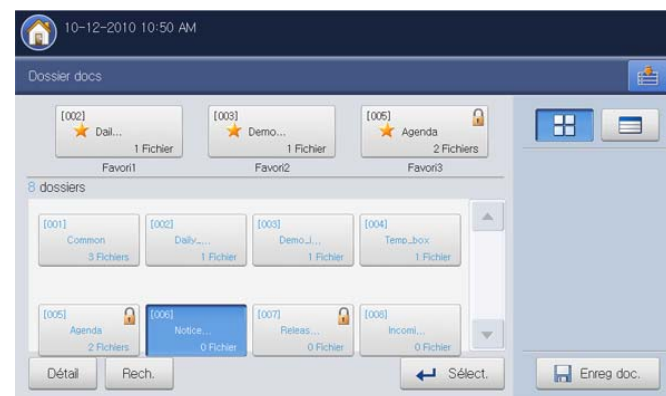 10-12-2010 10:50 AM
Dossier docs
[002] [003] [005]
Dail... Demo... Agenda
1 Fichier 1 Fichier 2 Fichiers
Favori1 Favori2 Favori3
8 dossiers
[001] [002] [003] [004]
Common Daily_... Demo_I... Temp_box
3 Fichiers 1 Fichier 1 Fichier 1 Fichier
[005] [006] [007] [008]
Agenda Notice... Releas... Incomi...
2 Fichiers 0 Fichier 0 Fichier 0 Fichier
Détail Rech. Sélect. Enreg doc.